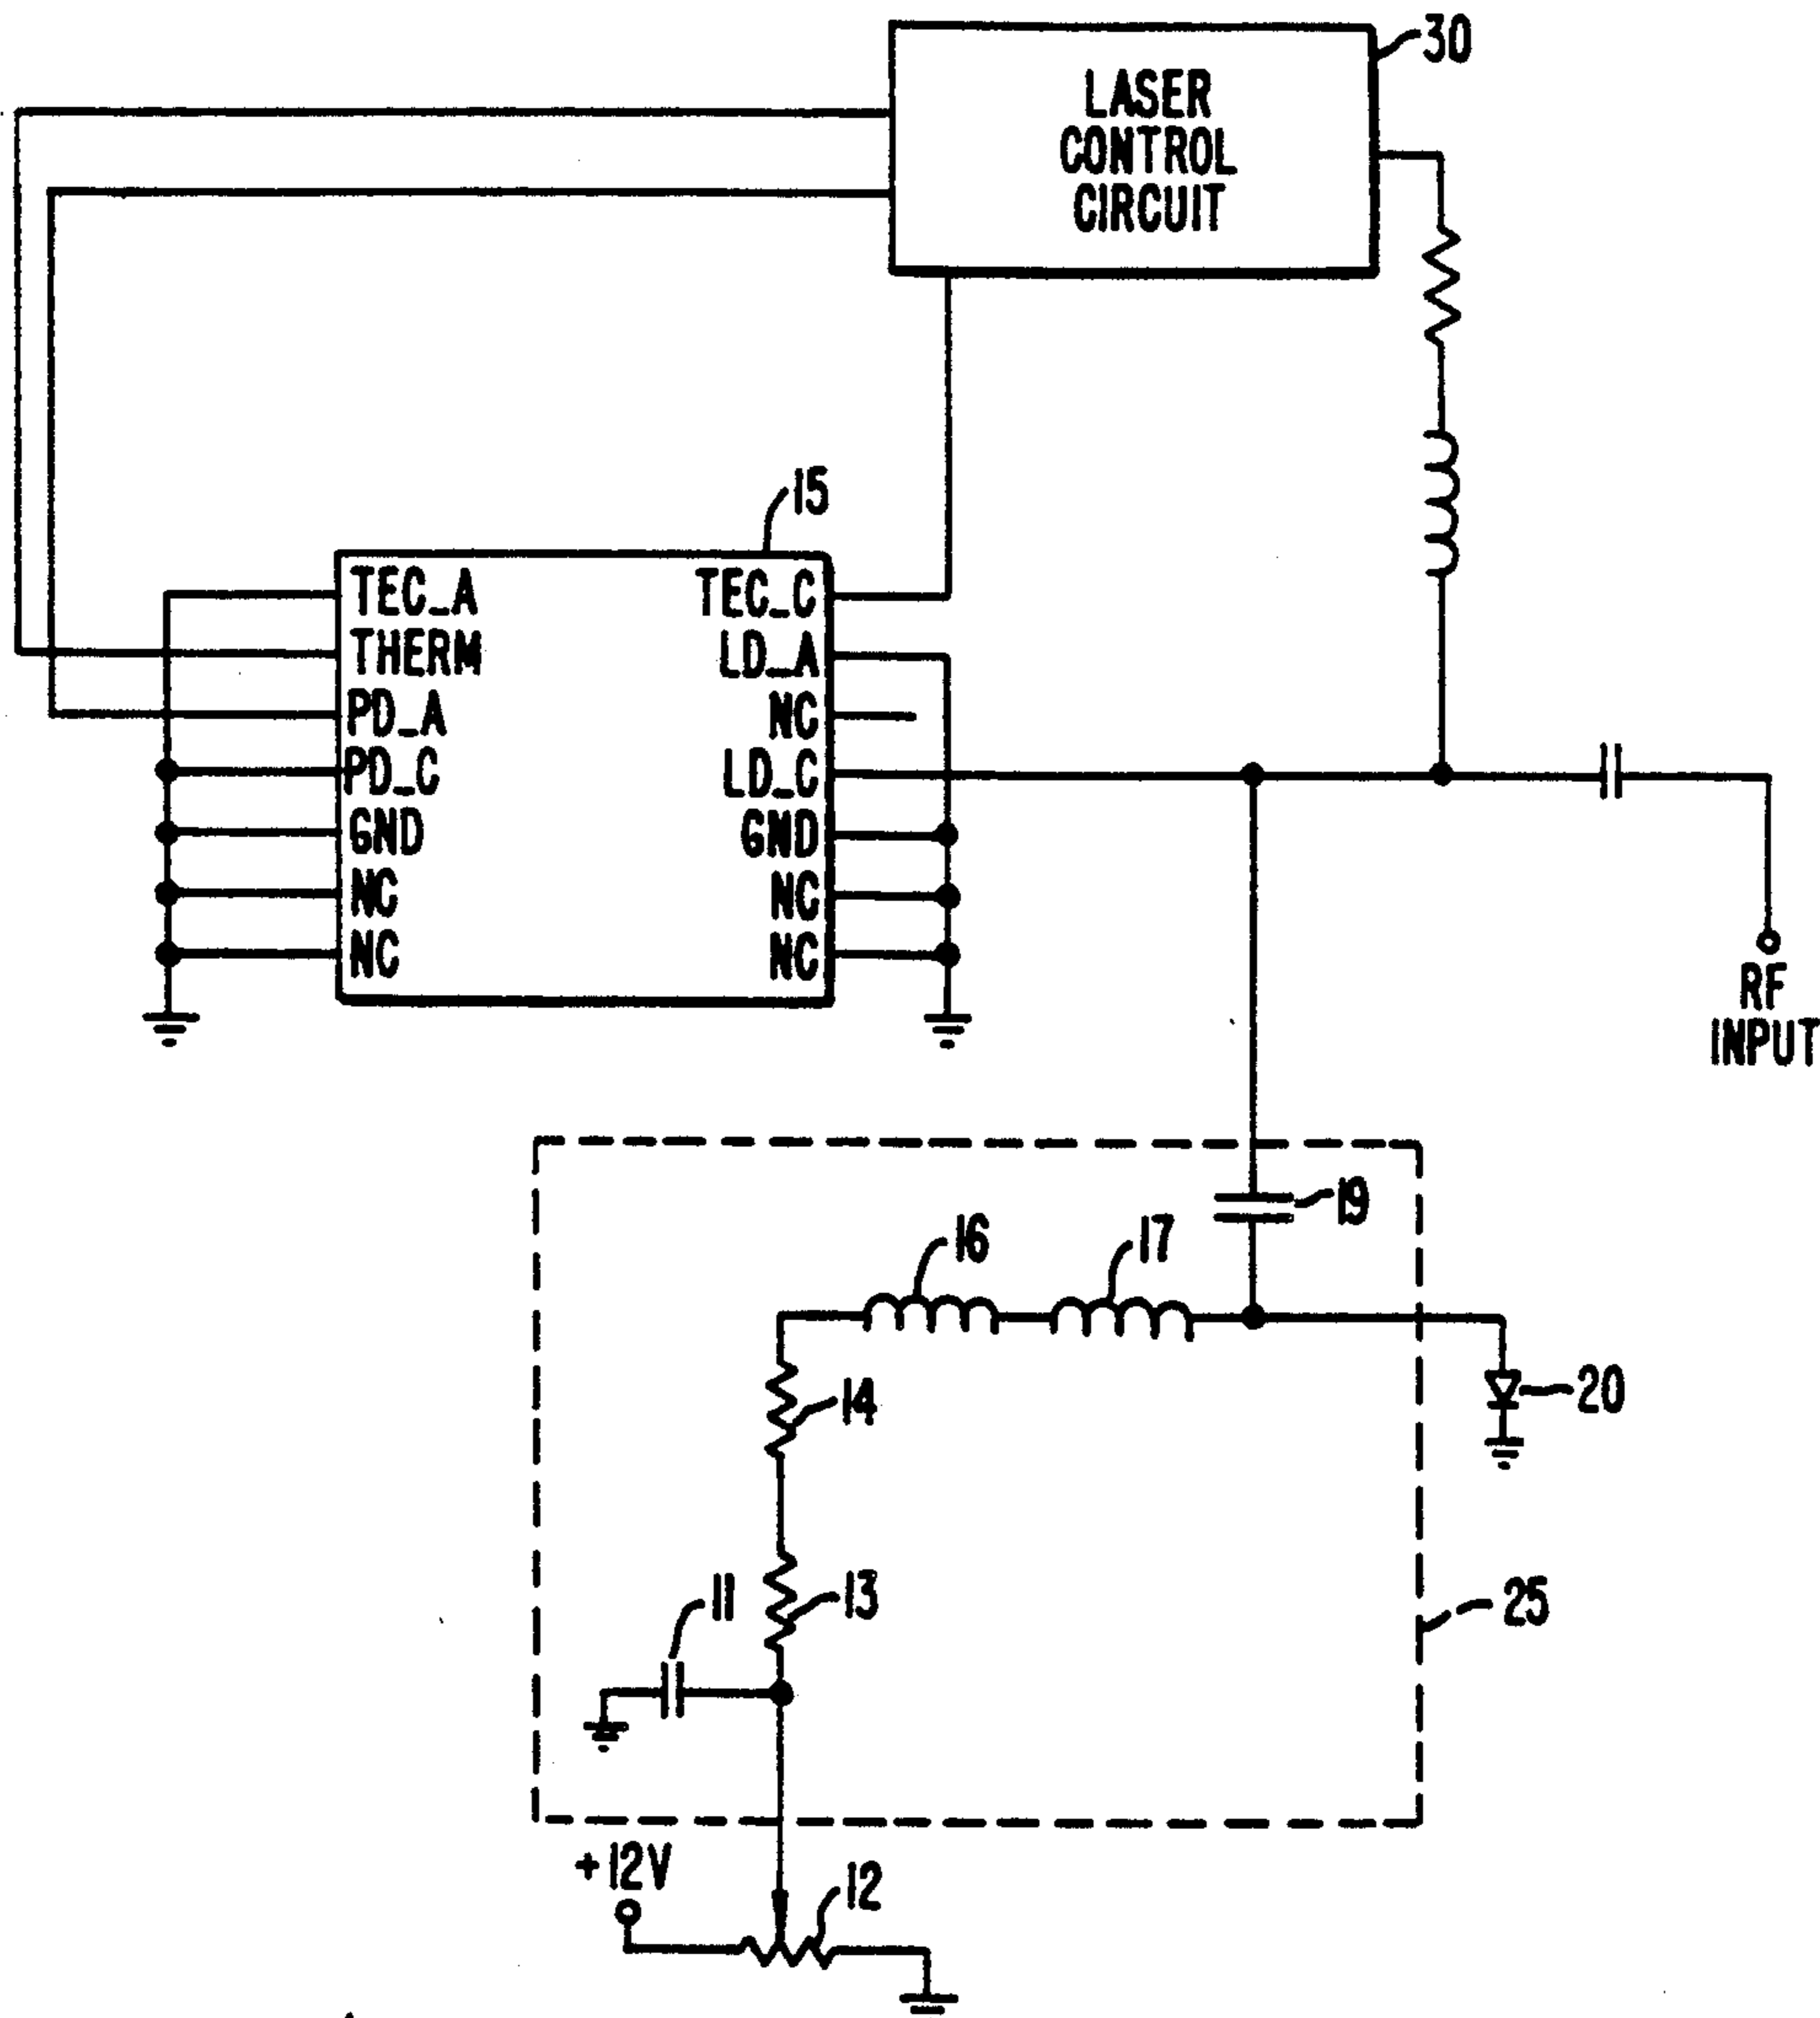 30
LASER
CONTROL
CIRCUIT
15
TEC_A
THERM
PD_A
PD_C
GND
NC
NC
TEC_C
LD_A
NC
LD_C
GND
NC
NC
RF
INPUT
19
16
17
14
20
13
11
25
+12V
12